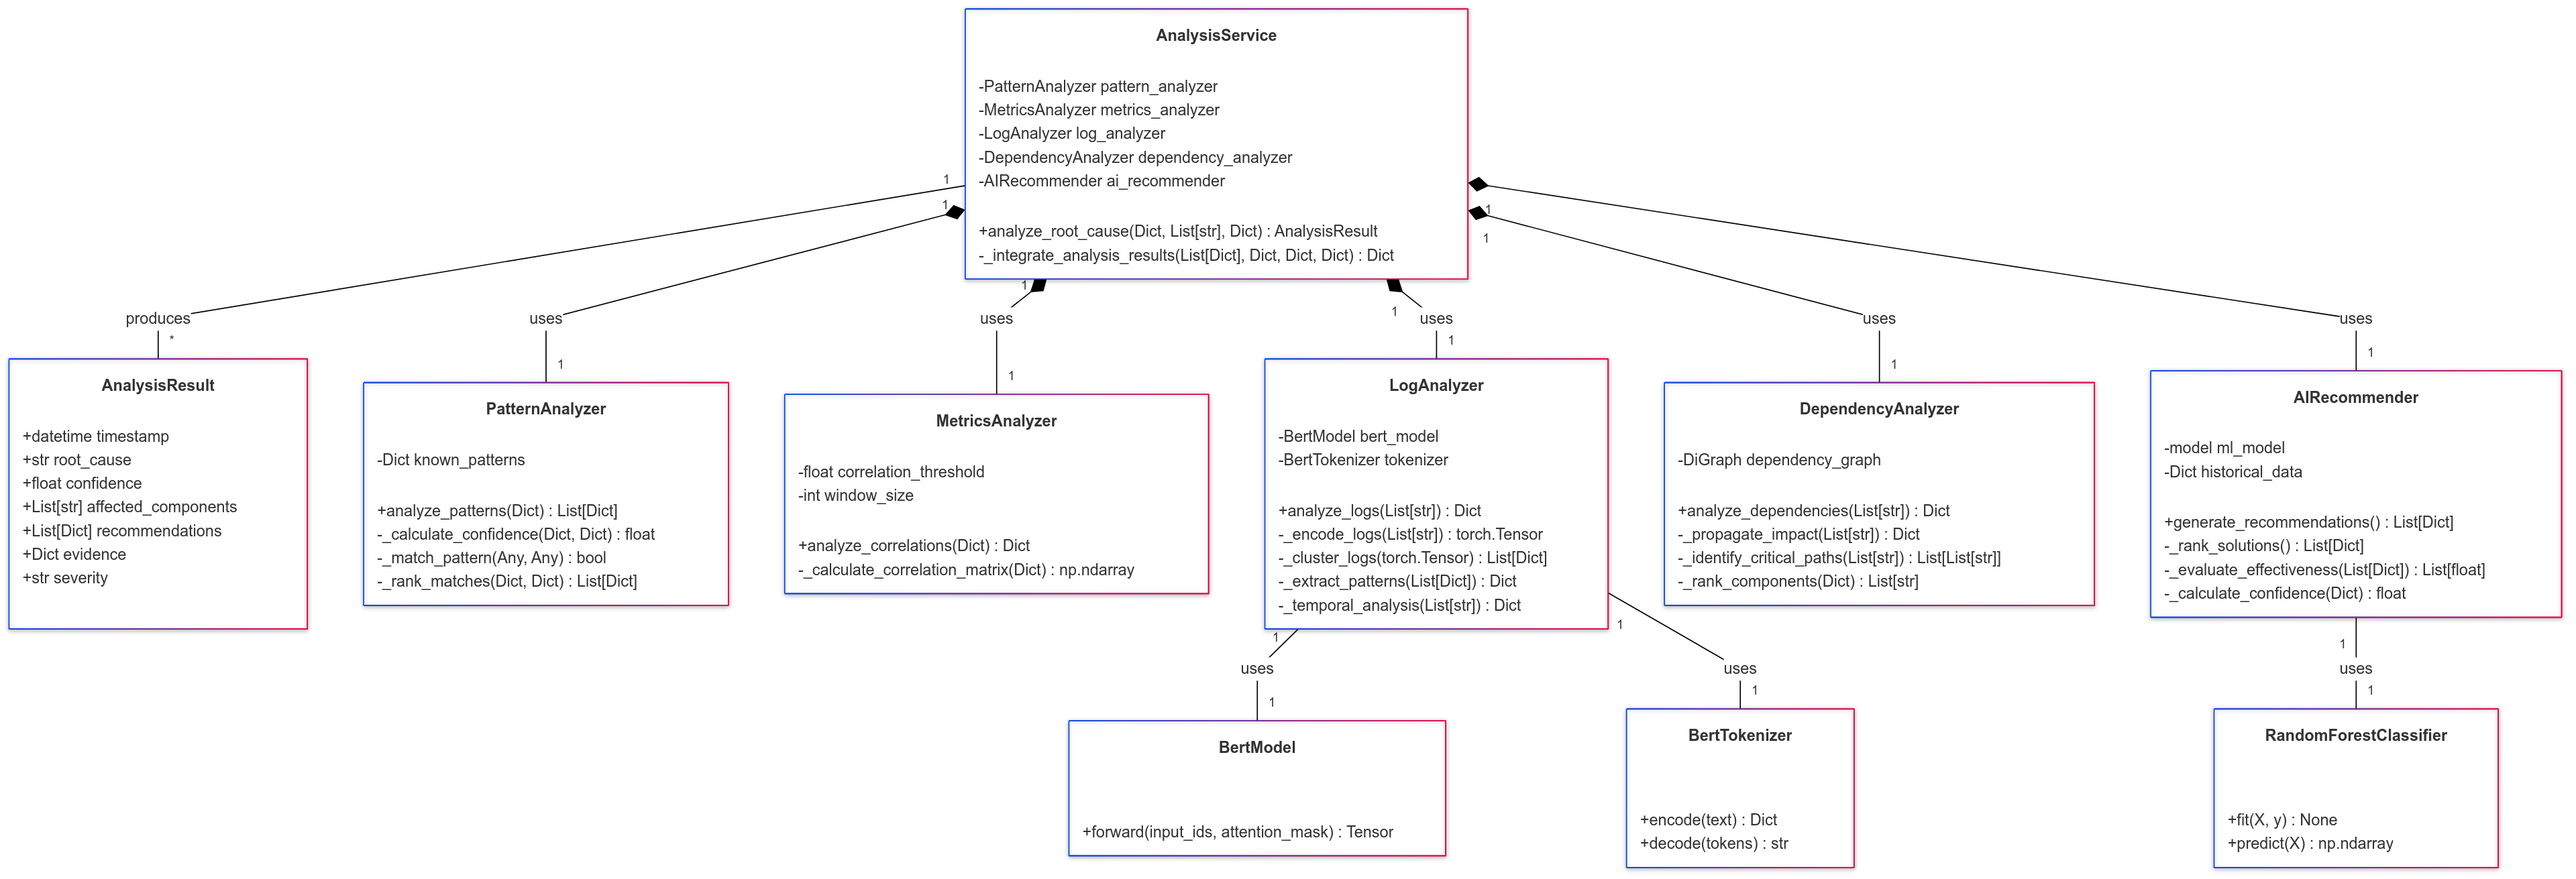 AnalysisService
-PatternAnalyzer pattern_analyzer
-MetricsAnalyzer metrics_analyzer
-LogAnalyzer log_analyzer
-DependencyAnalyzer dependency_analyzer
-AIRecommender ai_recommender
+analyze_root_cause(Dict, List[str], Dict) : AnalysisResult
-_integrate_analysis_results(List[Dict], Dict, Dict, Dict) : Dict
1
1
1
1
1
1
produces
uses
uses
uses
uses
uses
*
1
1
1
1
1
AnalysisResult
+datetime timestamp
+str root_cause
+float confidence
+List[str] affected_components
+List[Dict] recommendations
+Dict evidence
+str severity
PatternAnalyzer
-Dict known_patterns
+analyze_patterns(Dict) : List[Dict]
-_calculate_confidence(Dict, Dict) : float
-_match_pattern(Any, Any) : bool
-_rank_matches(Dict, Dict) : List[Dict]
MetricsAnalyzer
-float correlation_threshold
-int window_size
+analyze_correlations(Dict) : Dict
-_calculate_correlation_matrix(Dict) : np.ndarray
LogAnalyzer
-BertModel bert_model
-BertTokenizer tokenizer
+analyze_logs(List[str]) : Dict
-_encode_logs(List[str]) : torch.Tensor
-_cluster_logs(torch.Tensor) : List[Dict]
-_extract_patterns(List[Dict]) : Dict
-_temporal_analysis(List[str]) : Dict
DependencyAnalyzer
-DiGraph dependency_graph
+analyze_dependencies(List[str]) : Dict
-_propagate_impact(List[str]) : Dict
-_identify_critical_paths(List[str]) : List[List[str]]
-_rank_components(Dict) : List[str]
AIRecommender
-model ml_model
-Dict historical_data
+generate_recommendations() : List[Dict]
-_rank_solutions() : List[Dict]
-_evaluate_effectiveness(List[Dict]) : List[float]
-_calculate_confidence(Dict) : float
1
1
1
uses
uses
uses
1
1
1
BertModel
+forward(input_ids, attention_mask) : Tensor
BertTokenizer
+encode(text) : Dict
+decode(tokens) : str
RandomForestClassifier
+fit(X, y) : None
+predict(X) : np.ndarray